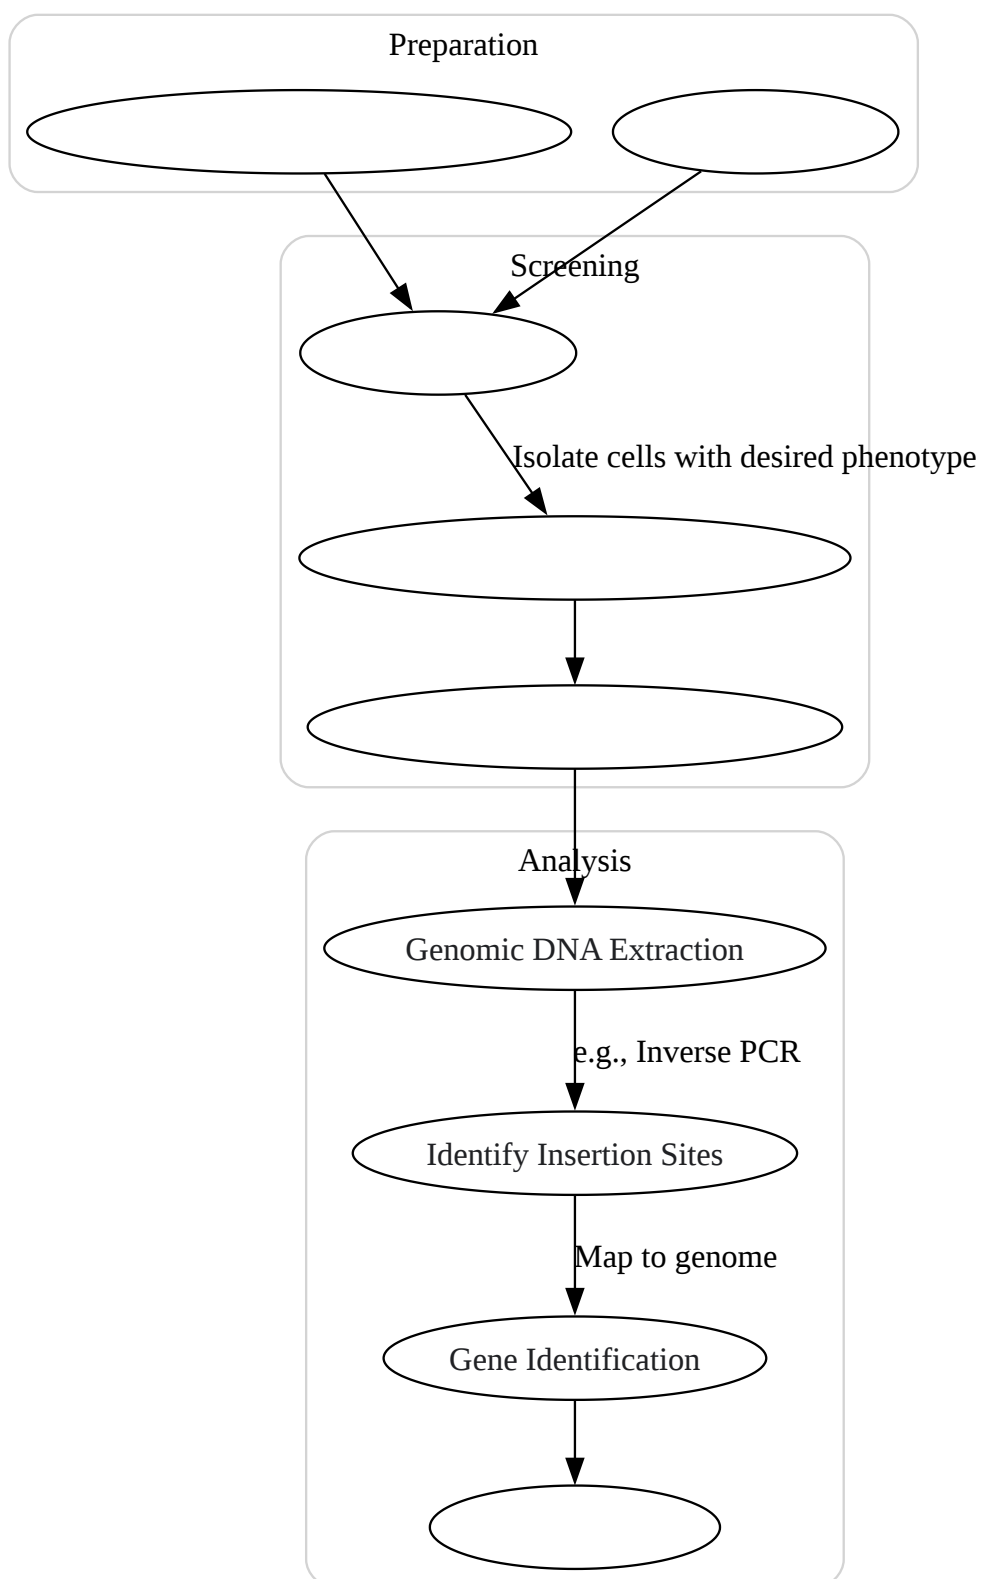 Preparation
Screening
Isolate cells with desired phenotype
Analysis
Genomic DNA Extraction
e.g., Inverse PCR
Identify Insertion Sites
Map to genome
Gene Identification